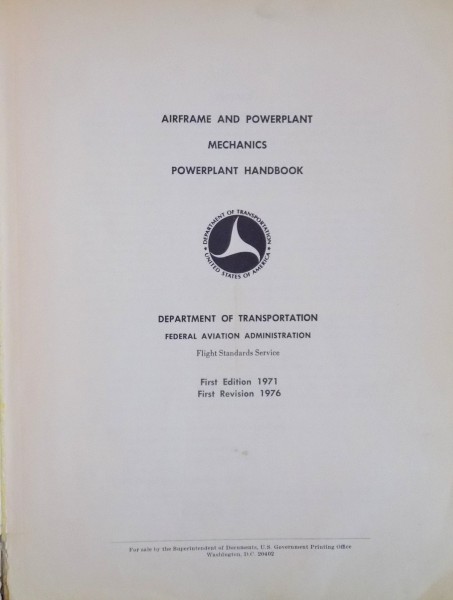 AIRFRAME AND POWERPLANT
MECHANICS
POWERPLANT HANDBOOK
DEPARTMENT OF TRANSPORTATION
UNITED STATES OF AMERICA
DEPARTMENT OF TRANSPORTATION
FEDERAL AVIATION ADMINISTRATION
Flight Standards Service
First Edition 1971
First Revision 1976
For sale by the Superintendent of Documents, U.S. Government Printing Office
Washington, D.C. 20402